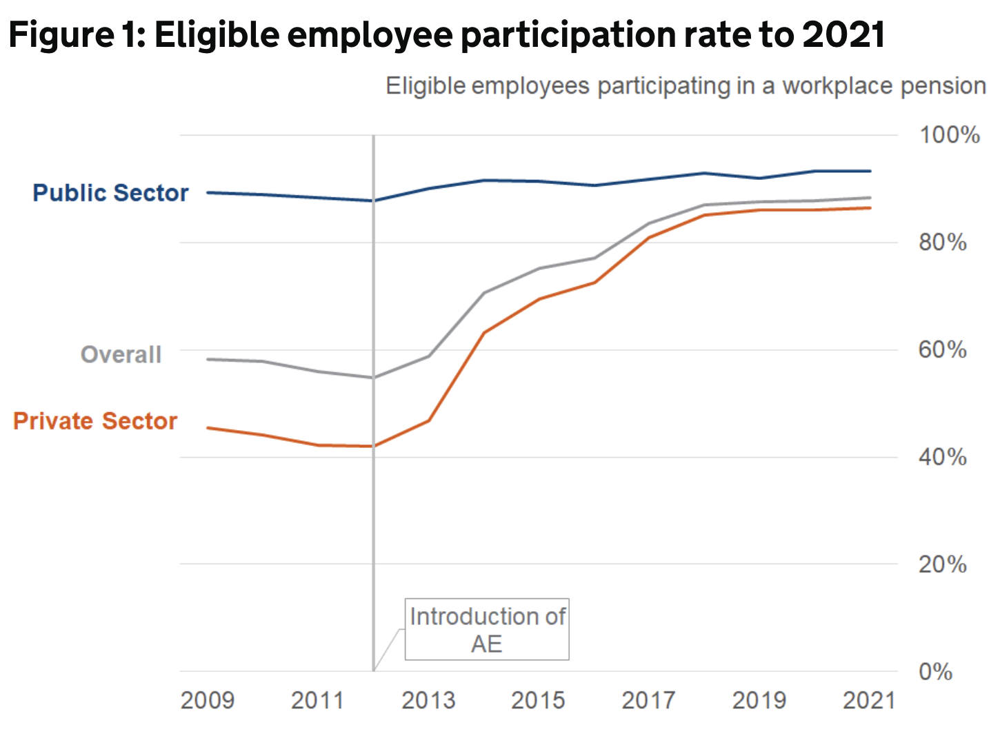 Figure 1: Eligible employee participation rate to 2021
Eligible employees participating in a workplace pension
100%
Public Sector
80%
Overall
60%
Private Sector
40%
20%
Introduction of
AE
0%
2009 2011 2013 2015 2017 2019 2021